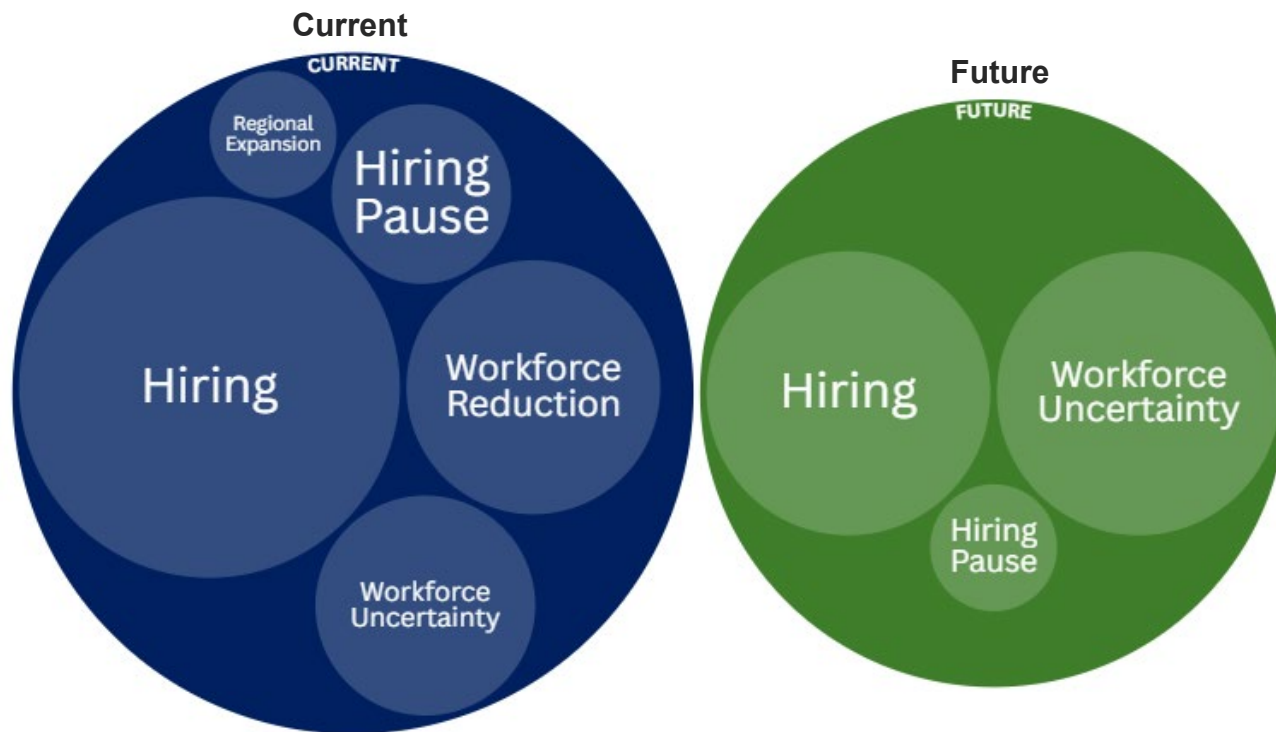 Current
CURRENT
Regional
Expansion
Hiring
Pause
Hiring
Workforce
Reduction
Workforce
Uncertainty
Future
FUTURE
Hiring
Workforce
Uncertainty
Hiring
Pause